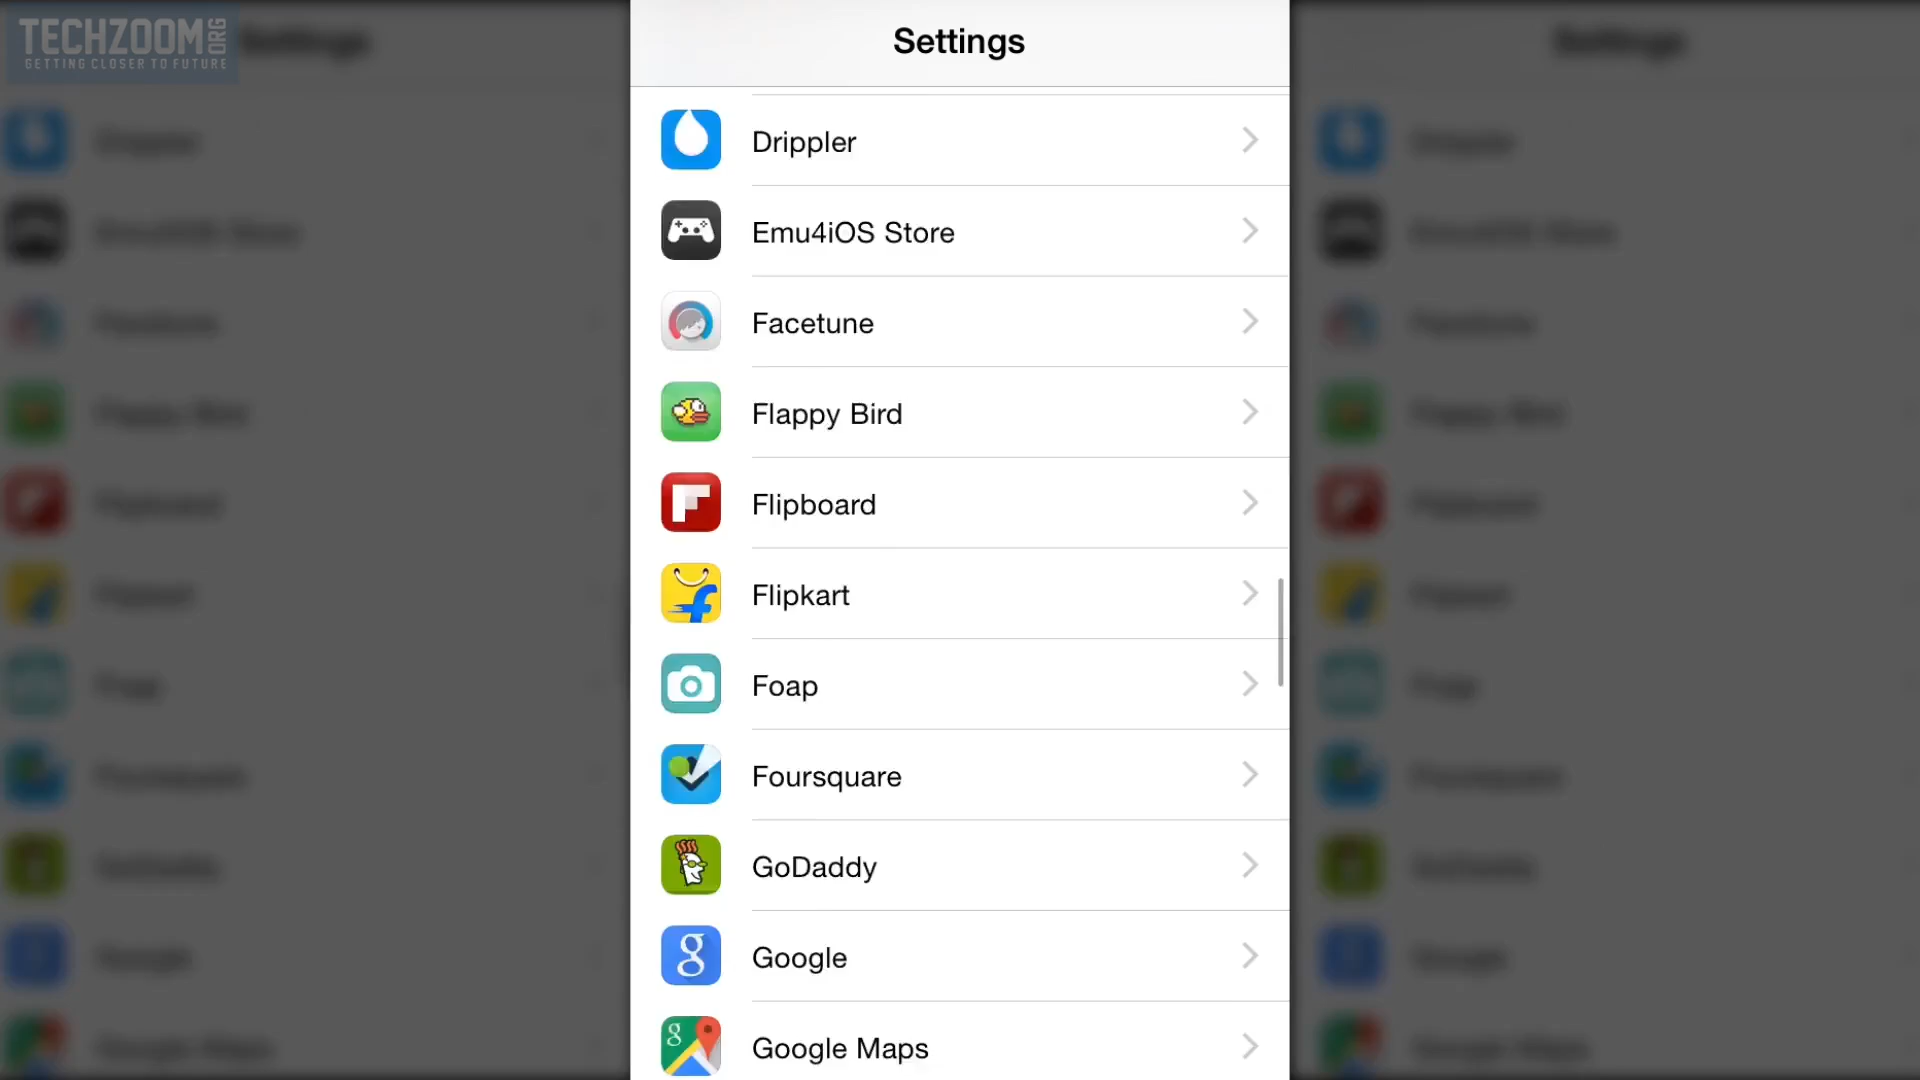 TECHZOOM.ORG
GETTING CLOSER TO FUTURE
Settings
Drippler
Emu4iOS Store
Facetune
Flappy Bird
Flipboard
Flipkart
Foap
Foursquare
GoDaddy
Google
Google Maps